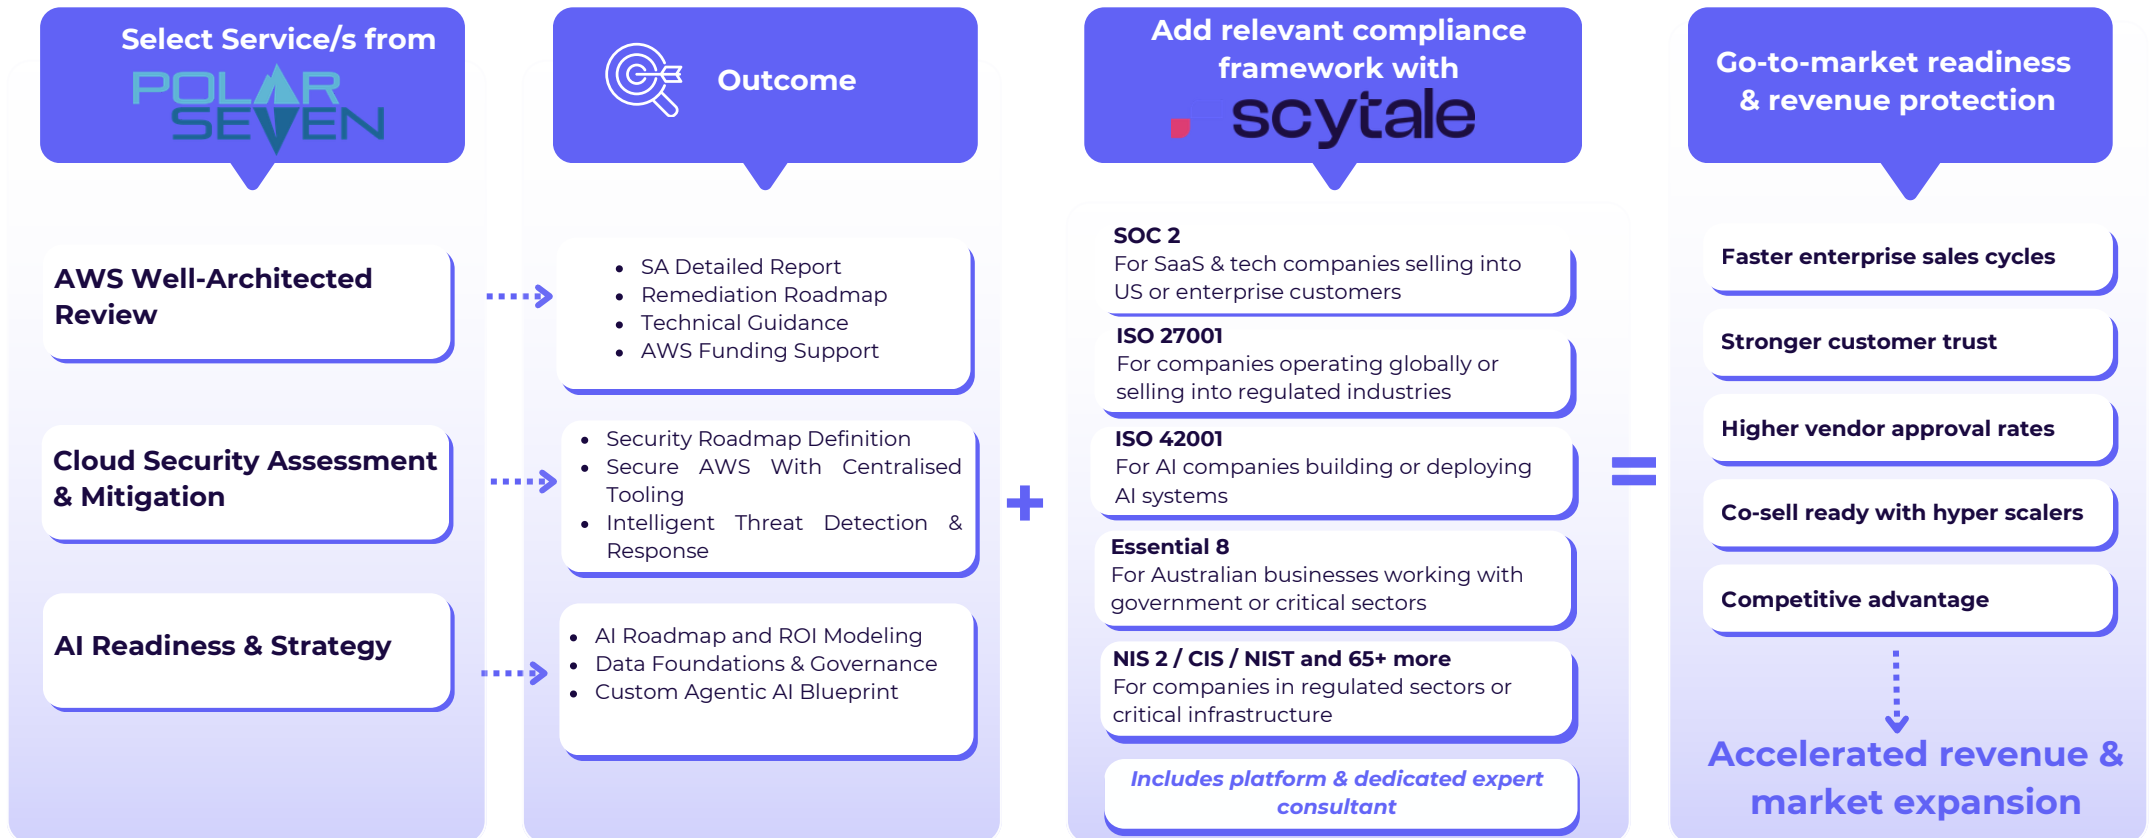 Select Service/s from
POLAR
SEVEN
AWS Well-Architected
Review
Cloud Security Assessment
& Mitigation
AI Readiness & Strategy
Outcome
• SA Detailed Report
• Remediation Roadmap
• Technical Guidance
• AWS Funding Support
• Security Roadmap Definition
• Secure AWS With Centralised
Tooling
• Intelligent Threat Detection &
Response
• AI Roadmap and ROI Modeling
• Data Foundations & Governance
• Custom Agentic AI Blueprint
+
Add relevant compliance
framework with
scytale
SOC 2
For SaaS & tech companies selling into
US or enterprise customers
ISO 27001
For companies operating globally or
selling into regulated industries
ISO 42001
For AI companies building or deploying
AI systems
Essential 8
For Australian businesses working with
government or critical sectors
NIS 2 / CIS / NIST and 65+ more
For companies in regulated sectors or
critical infrastructure
Includes platform & dedicated expert
consultant
=
Go-to-market readiness
& revenue protection
Faster enterprise sales cycles
Stronger customer trust
Higher vendor approval rates
Co-sell ready with hyper scalers
Competitive advantage
Accelerated revenue &
market expansion